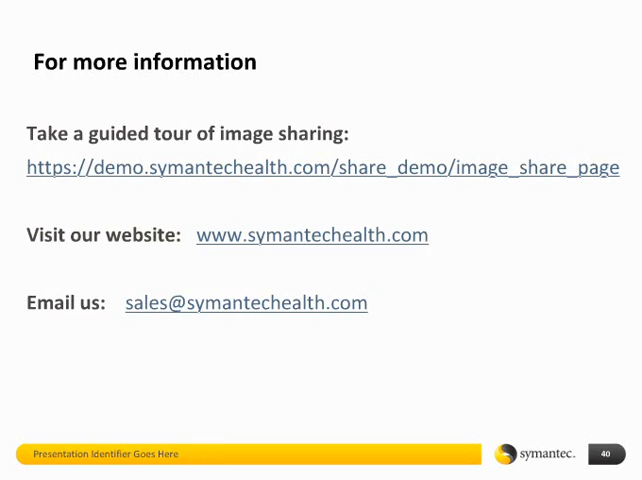 For more information
Take a guided tour of image sharing:
https://demo.symantechealth.com/share_demo/image_share_page
Visit our website: www.symantechealth.com
Email us: sales@symantechealth.com
Presentation Identifier Goes Here
symantec.
40